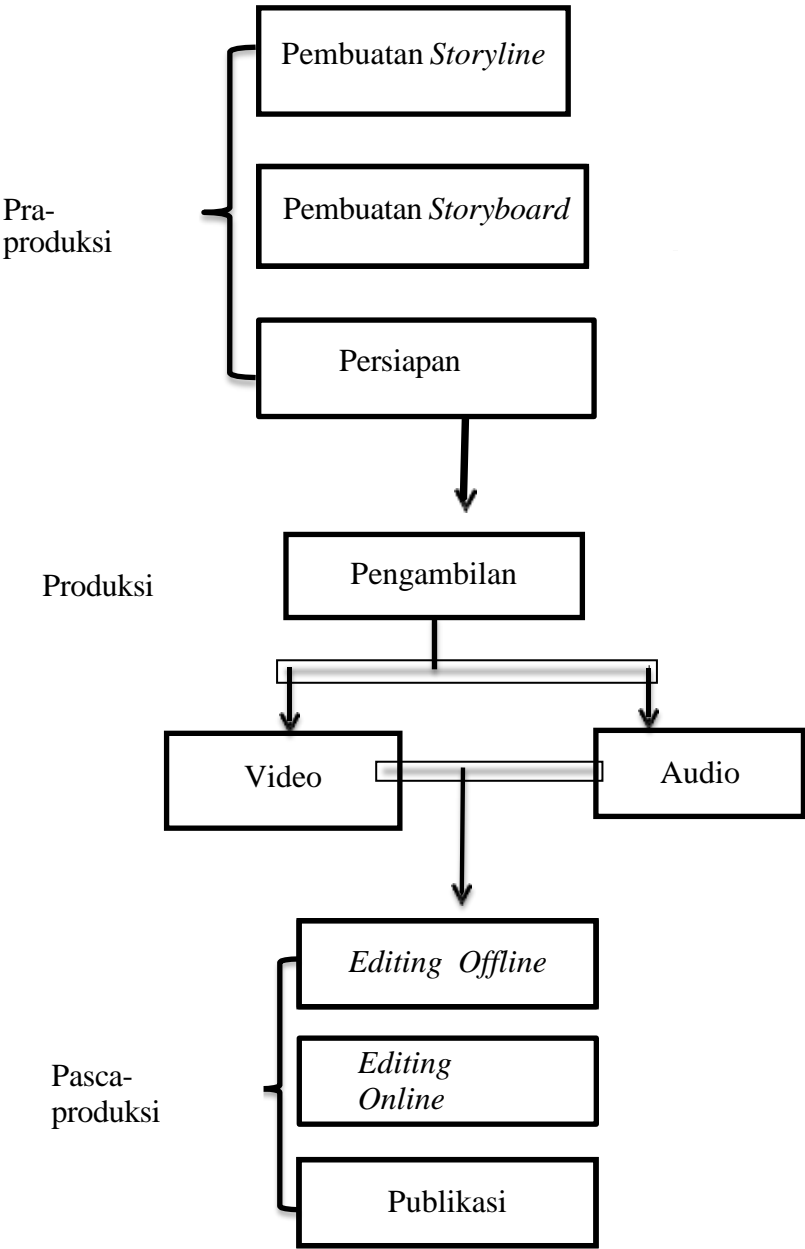 Pembuatan Storyline
Pra-
produksi
Pembuatan Storyboard
Persiapan
Produksi
Pengambilan
Video
Audio
Editing Offline
Pasca-
produksi
Editing
Online
Publikasi